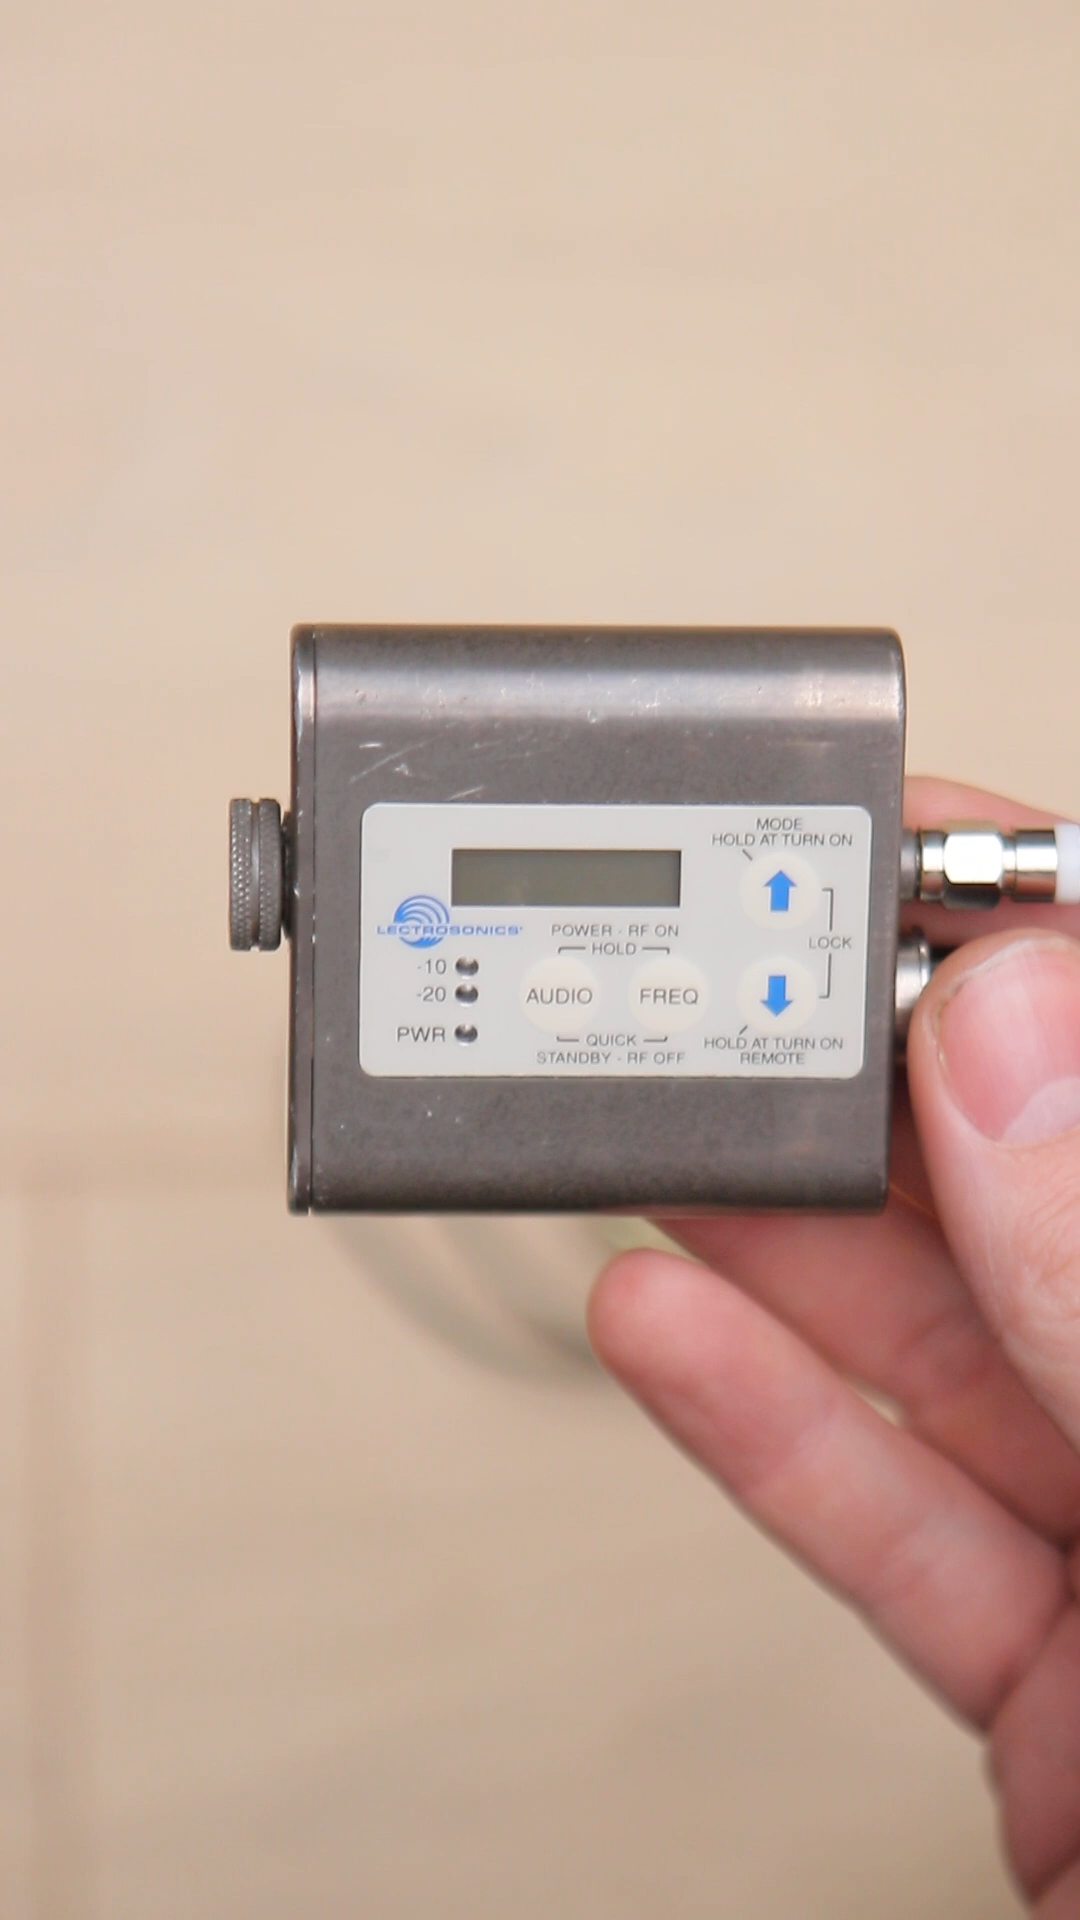 MODE
HOLD AT TURN ON
LECTROSONICS®
POWER - RF ON
HOLD
LOCK
-10
-20
AUDIO
FREQ
PWR
QUICK
STANDBY - RF OFF
HOLD AT TURN ON
REMOTE